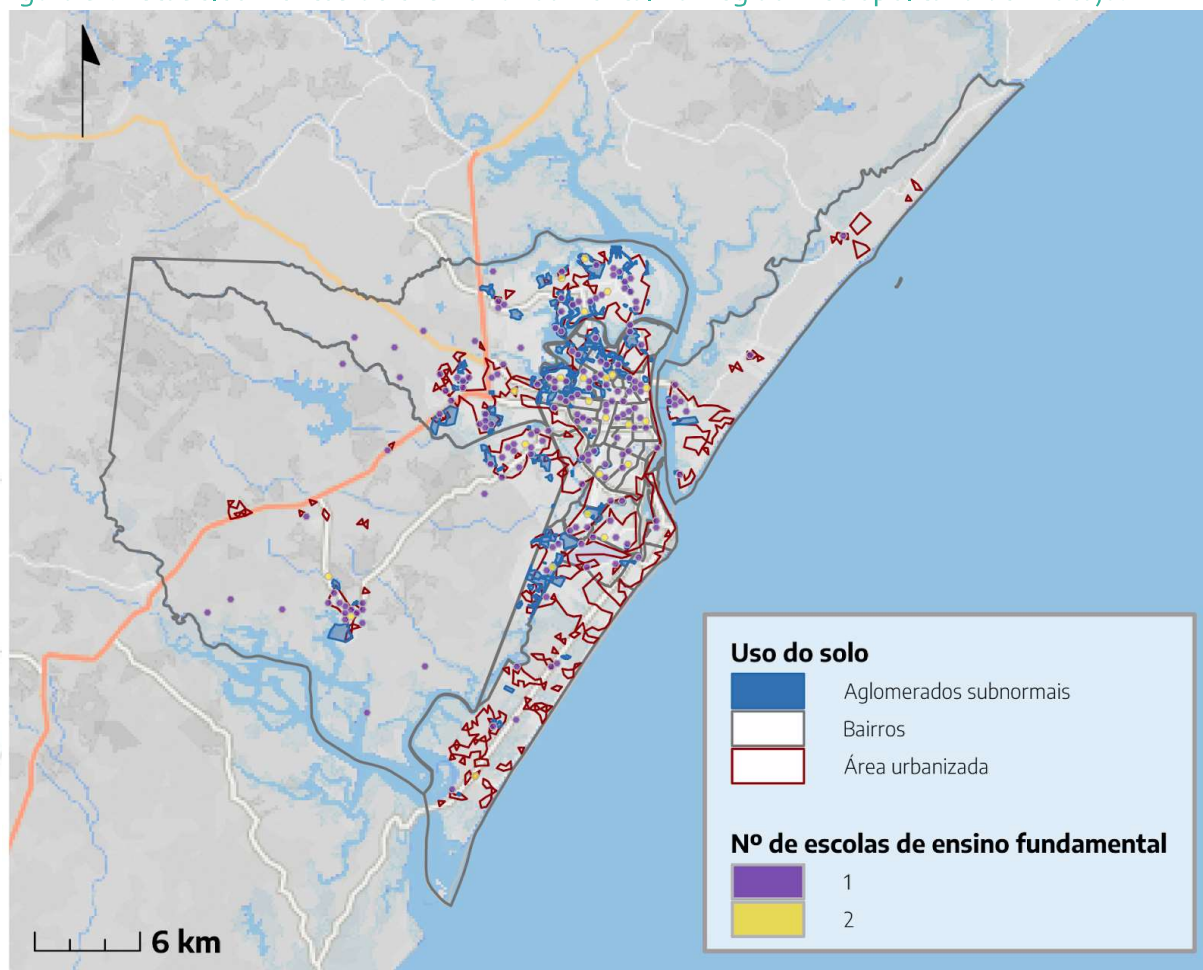 6 km
Uso do solo
Aglomerados subnormais
Bairros
Área urbanizada
Nº de escolas de ensino fundamental
1
2